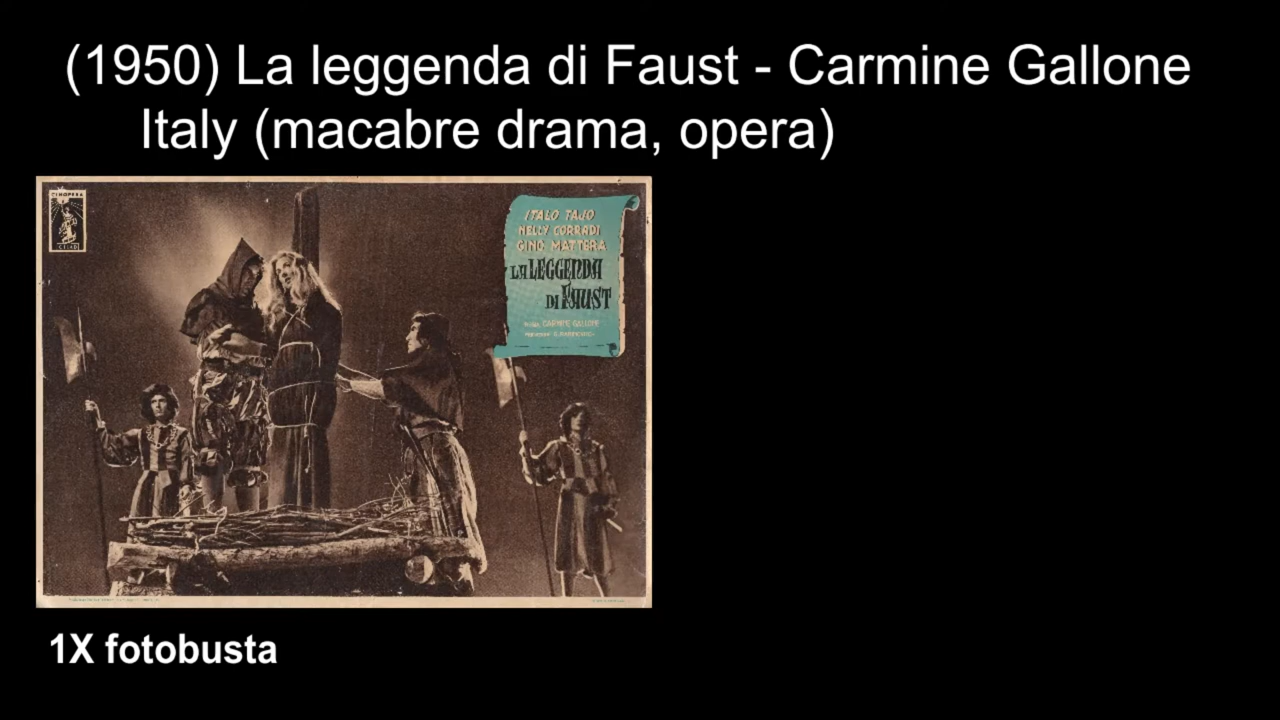 (1950) La leggenda di Faust - Carmine Gallone
Italy (macabre drama, opera)
CINOPERA
ITALO TAJO
NELLY CORRADI
GINO MATTERA
LA LEGGENDA
DI FAUST
CARMINE GALLONE
1X fotobusta